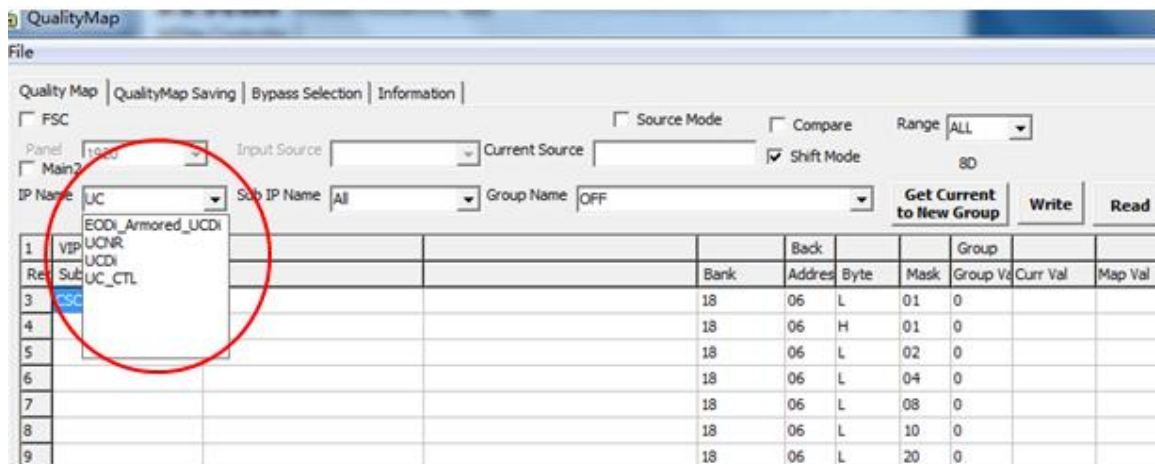 QualityMap
File
Quality Map QualityMap Saving Bypass Selection Information
FSC Source Mode Compare Range ALL
Panel 1920 Input Source Current Source Shift Mode 8D
Main2
IP Name UC Sub IP Name All Group Name OFF Get Current to New Group Write Read
EODi_Armored_UCDi
UCNR
UCDi
UC_CTL
1 VIP Back Group
Reg Sub Bank Addres Byte Mask Group Va Curr Val Map Val
3 CSC 18 06 L 01 0
4 18 06 H 01 0
5 18 06 L 02 0
6 18 06 L 04 0
7 18 06 L 08 0
8 18 06 L 10 0
9 18 06 L 20 0